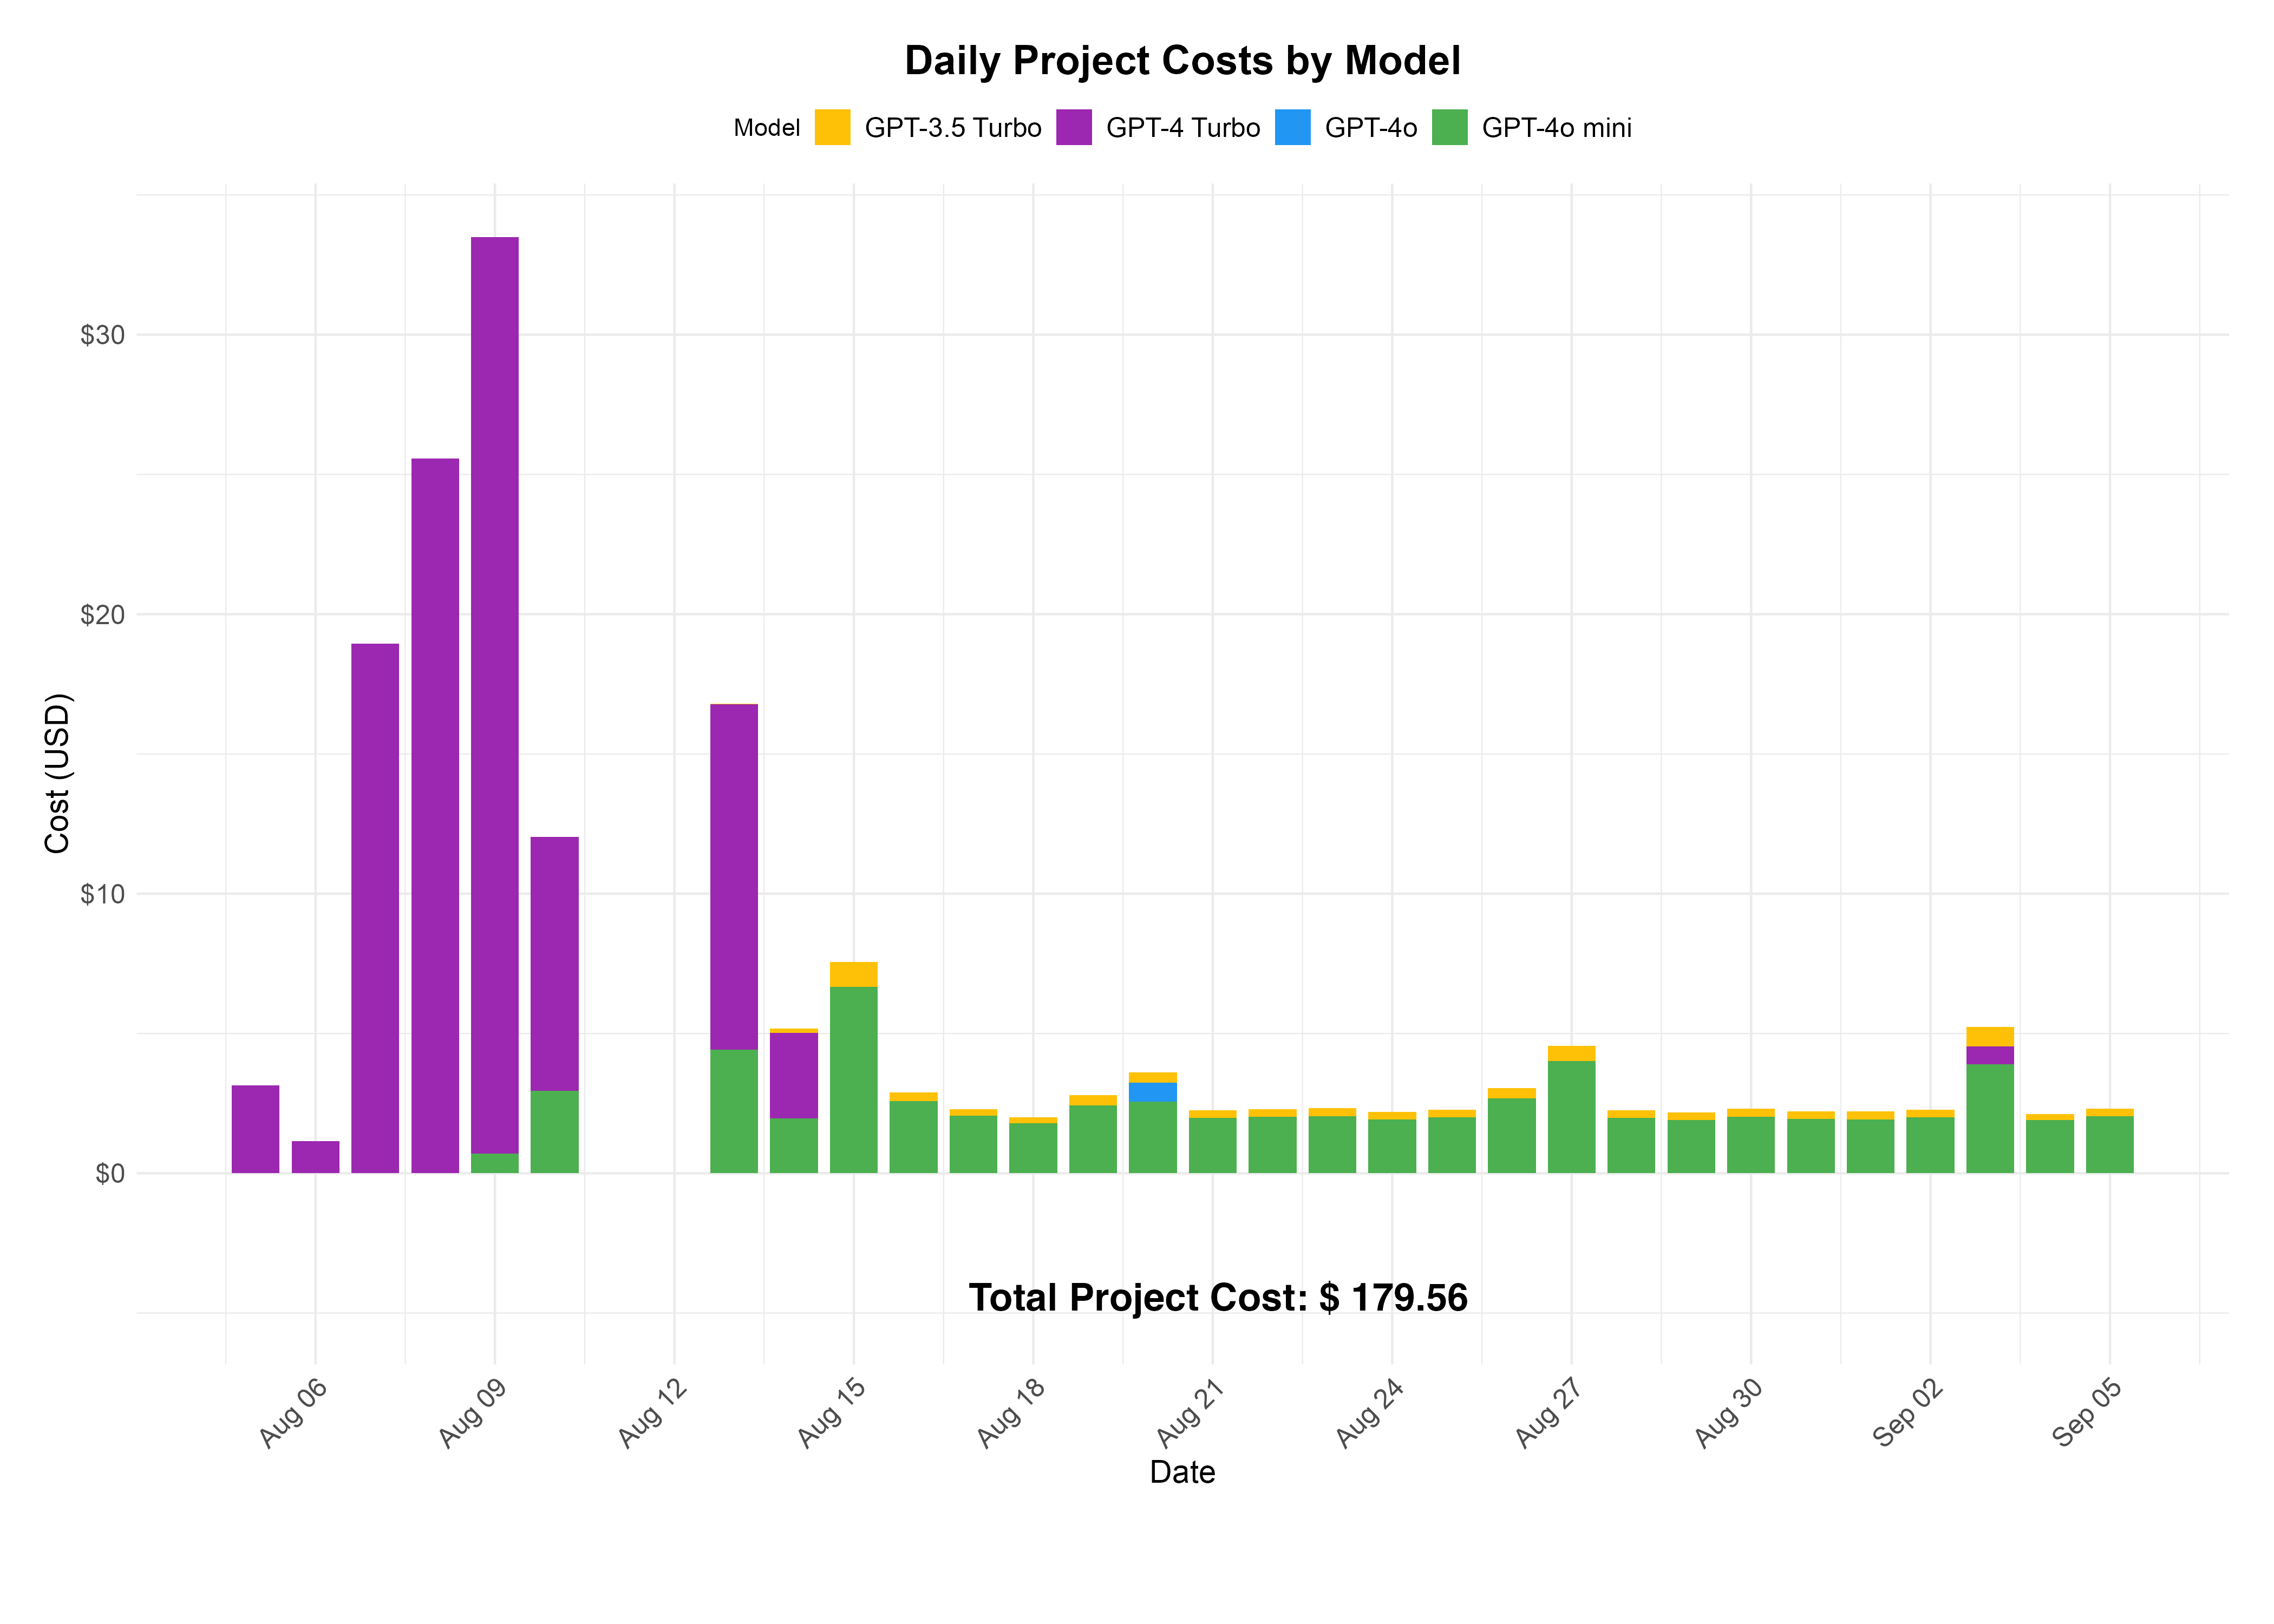 Daily Project Costs by Model
Model GPT-3.5 Turbo GPT-4 Turbo GPT-4o GPT-4o mini
Cost (USD)
$30
$20
$10
$0
Total Project Cost: $ 179.56
Aug 06 Aug 09 Aug 12 Aug 15 Aug 18 Aug 21 Aug 24 Aug 27 Aug 30 Sep 02 Sep 05
Date